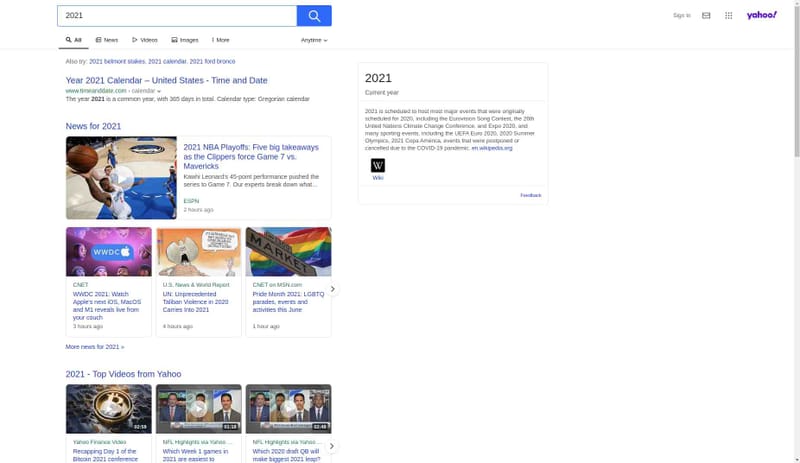 2021
Sign In
yahoo!
All
News
Videos
Images
More
Anytime
Also try: 2021 belmont stakes, 2021 calendar, 2021 ford bronco
Year 2021 Calendar – United States - Time and Date
www.timeanddate.com › calendar
The year 2021 is a common year, with 365 days in total. Calendar type: Gregorian calendar
News for 2021
2021 NBA Playoffs: Five big takeaways
as the Clippers force Game 7 vs.
Mavericks
Kawhi Leonard's 45-point performance pushed the
series to Game 7. Our experts break down what...
ESPN
2 hours ago
WWDC
MARKET
CNET
WWDC 2021: Watch
Apple's next iOS, MacOS
and M1 reveals live from
your couch
3 hours ago
U.S. News & World Report
UN: Unprecedented
Taliban Violence in 2020
Carries Into 2021
4 hours ago
CNET on MSN.com
Pride Month 2021: LGBTQ
parades, events and
activities this June
1 hour ago
More news for 2021 »
2021 - Top Videos from Yahoo
02:59
01:18
02:48
Yahoo Finance Video
Recapping Day 1 of the
Bitcoin 2021 conference
NFL Highlights via Yahoo ...
Which Week 1 games in
2021 are easiest to
NFL Highlights via Yahoo ...
Which 2020 draft QB will
make biggest 2021 leap?
2021
Current year
2021 is scheduled to host most major events that were originally
scheduled for 2020, including the Eurovision Song Contest, the 26th
United Nations Climate Change Conference, and Expo 2020, and
many sporting events, including the UEFA Euro 2020, 2020 Summer
Olympics, 2021 Copa América, events that were postponed or
cancelled due to the COVID-19 pandemic. en.wikipedia.org
W
Wiki
Feedback